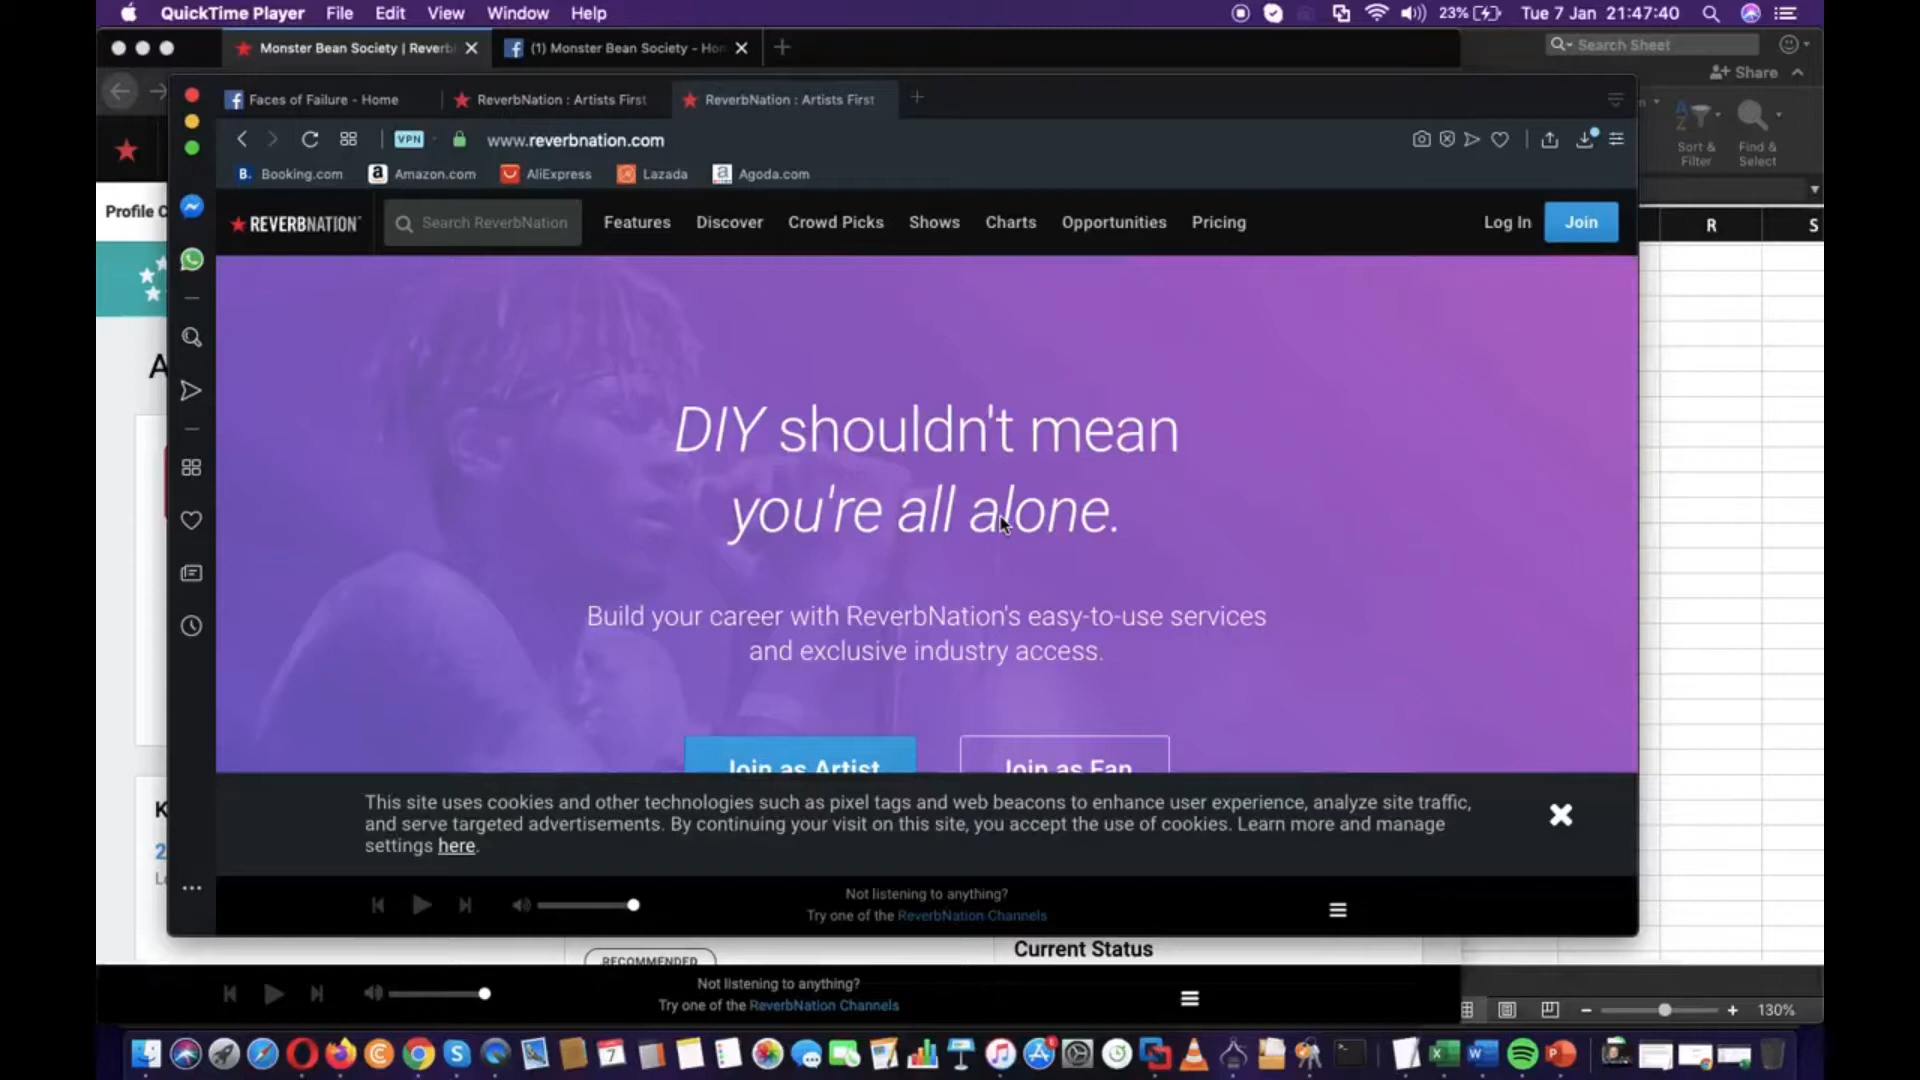 QuickTime Player File Edit View Window Help 23% Tue 7 Jan 21:47:40
Monster Bean Society | Reverb (1) Monster Bean Society - Hor Search Sheet
Share
Faces of Failure - Home ReverbNation : Artists First ReverbNation : Artists First
VPN www.reverbnation.com
Sort & Filter
Find & Select
B. Booking.com a Amazon.com AliExpress Lazada a Agoda.com
Profile C
REVERBNATION Search ReverbNation Features Discover Crowd Picks Shows Charts Opportunities Pricing Log In Join
R S
A
DIY shouldn't mean
you're all alone.
Build your career with ReverbNation's easy-to-use services
and exclusive industry access.
Join as Artist Join as Fan
This site uses cookies and other technologies such as pixel tags and web beacons to enhance user experience, analyze site traffic,
and serve targeted advertisements. By continuing your visit on this site, you accept the use of cookies. Learn more and manage
settings here.
K
2
Not listening to anything?
Try one of the ReverbNation Channels
Current Status
RECOMMENDED
Not listening to anything?
Try one of the ReverbNation Channels
130%
7